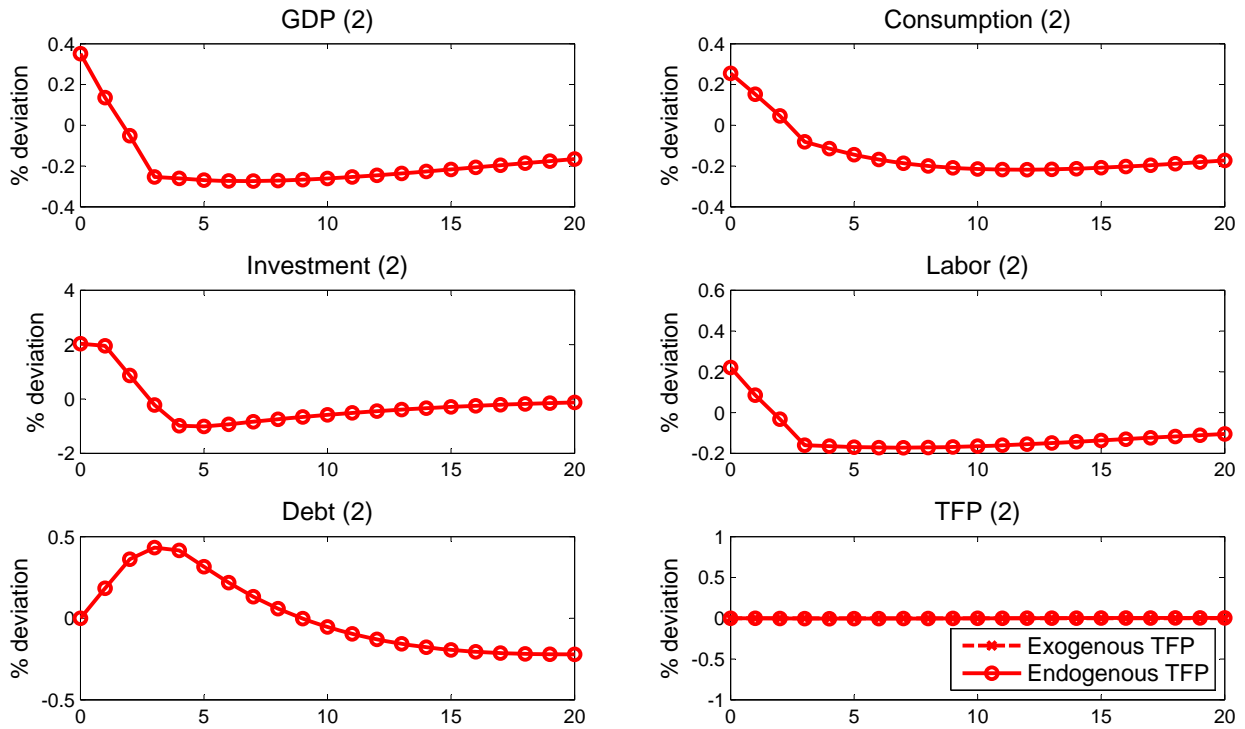 GDP (2)
% deviation
0.4
0.2
0
-0.2
-0.4
0 5 10 15 20
Consumption (2)
% deviation
0.4
0.2
0
-0.2
-0.4
0 5 10 15 20
Investment (2)
% deviation
4
2
0
-2
0 5 10 15 20
Labor (2)
% deviation
0.6
0.4
0.2
0
-0.2
0 5 10 15 20
Debt (2)
% deviation
0.5
0
-0.5
0 5 10 15 20
TFP (2)
% deviation
1
0.5
0
-0.5
-1
0 5 10 15 20
Exogenous TFP
Endogenous TFP